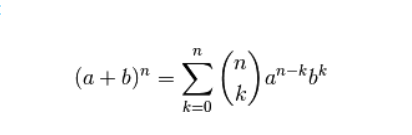 (a + b)^n = \sum_{k=0}^{n} \binom{n}{k} a^{n-k} b^k